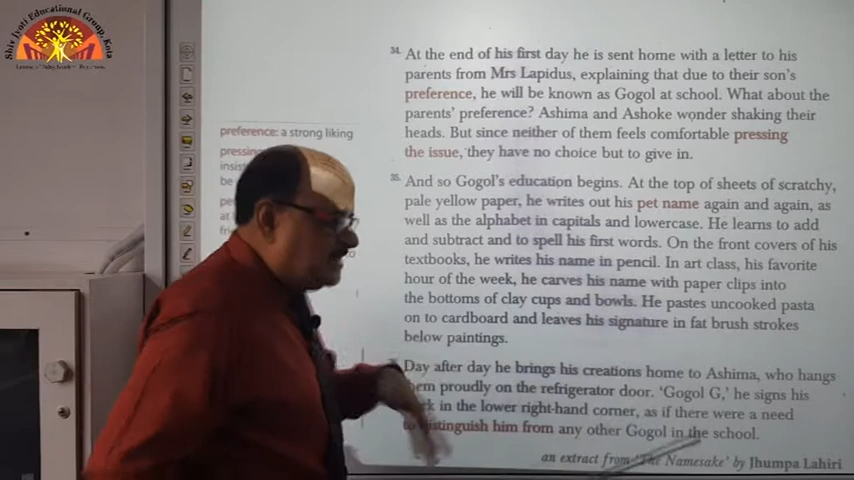 Shiv Jyoti Educational Group, Kota
34. At the end of his first day he is sent home with a letter to his
parents from Mrs Lapidus, explaining that due to their son's
preference, he will be known as Gogol at school. What about the
parents' preference? Ashima and Ashoke wonder shaking their
heads. But since neither of them feels comfortable pressing
the issue, they have no choice but to give in.
preference: a strong liking
pressing
insis
be
35. And so Gogol's education begins. At the top of sheets of scratchy,
pale yellow paper, he writes out his pet name again and again, as
well as the alphabet in capitals and lowercase. He learns to add
and subtract and to spell his first words. On the front covers of his
textbooks, he writes his name in pencil. In art class, his favorite
hour of the week, he carves his name with paper clips into
the bottoms of clay cups and bowls. He pastes uncooked pasta
on to cardboard and leaves his signature in fat brush strokes
below paintings.
Day after day he brings his creations home to Ashima, who hangs
em proudly on the refrigerator door. 'Gogol G,' he signs his
k in the lower right-hand corner, as if there were a need
to distinguish him from any other Gogol in the school.
an extract from 'The Namesake' by Jhumpa Lahiri